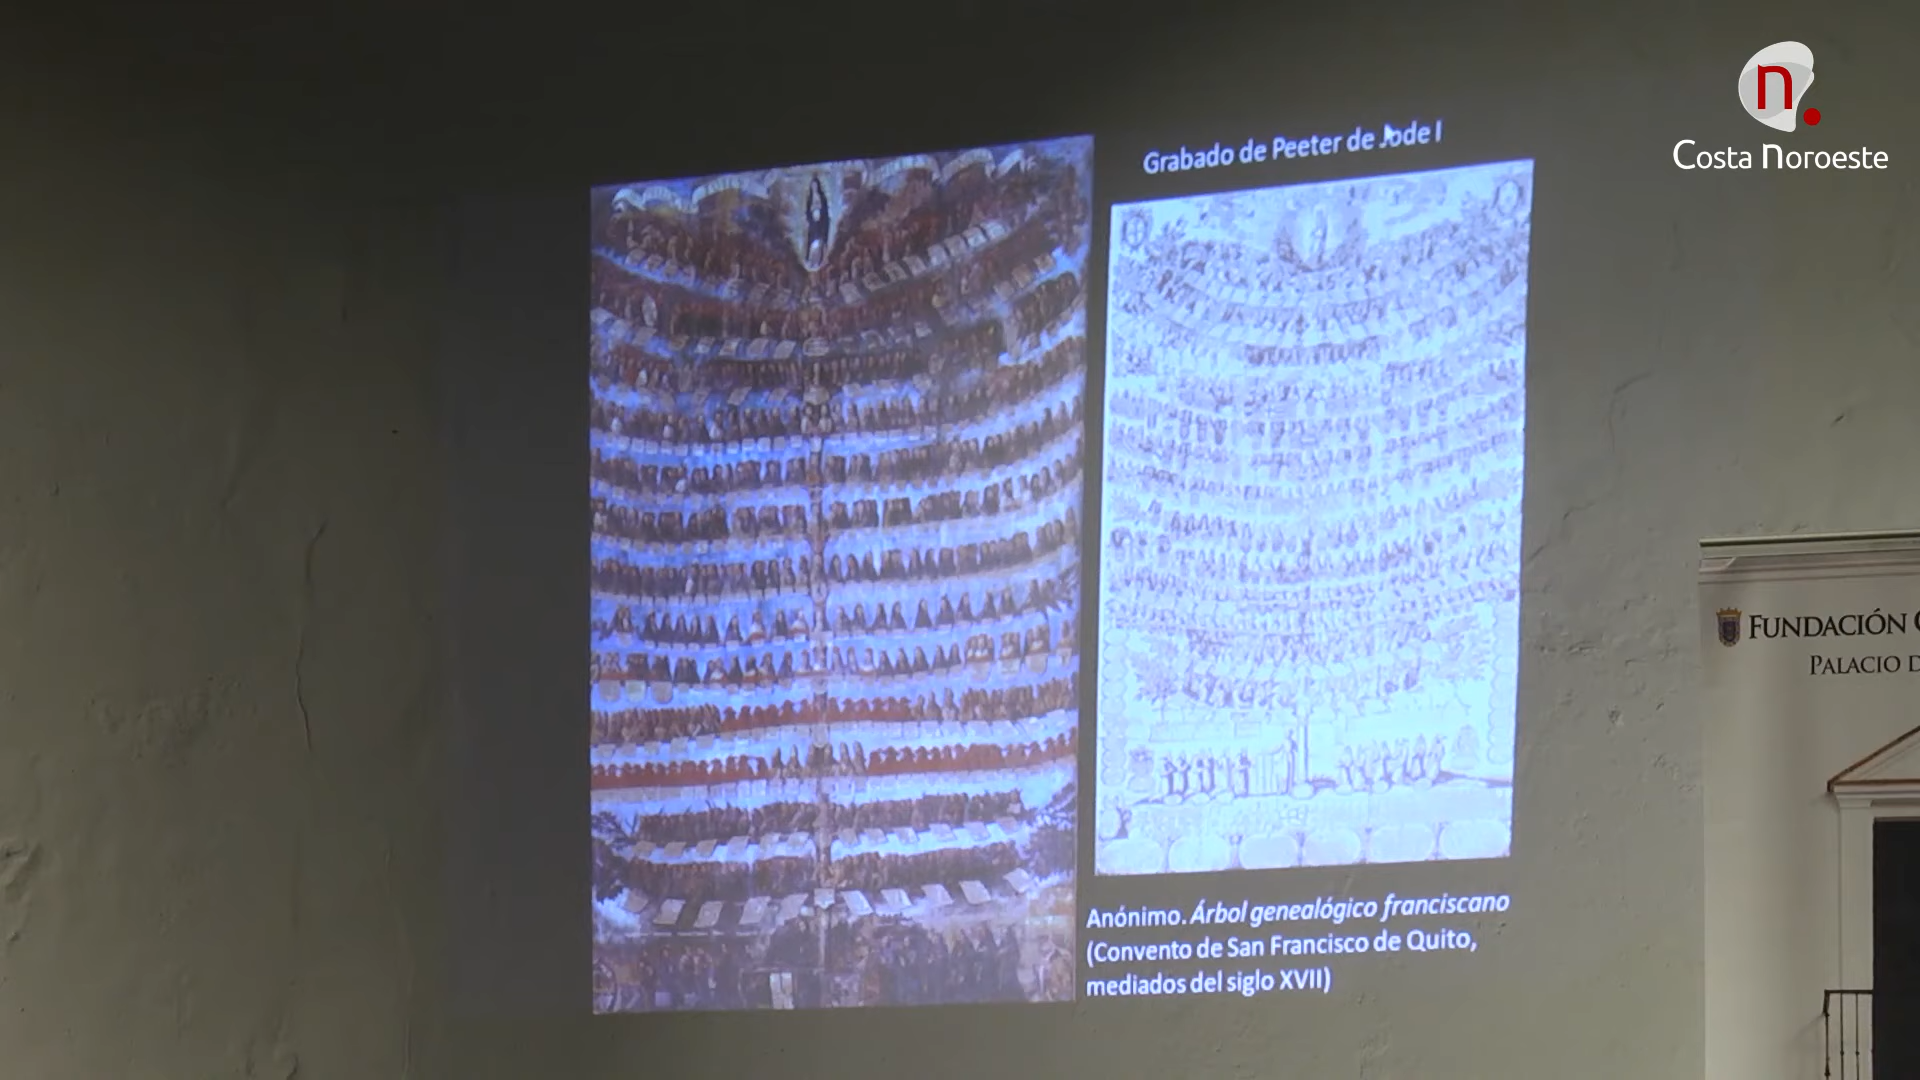 n.
Costa noroeste
Grabado de Peeter de Jode I
Anónimo. Árbol genealógico franciscano
(Convento de San Francisco de Quito,
mediados del siglo XVII)
FUNDACIÓN
PALACIO